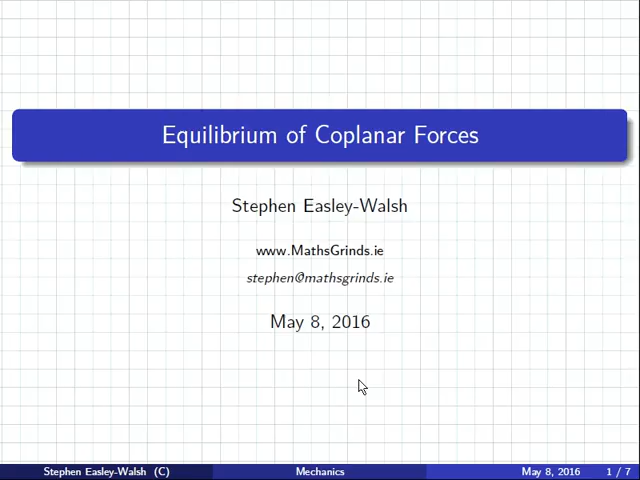 Equilibrium of Coplanar Forces
Stephen Easley-Walsh
www.MathsGrinds.ie
stephen@mathsgrinds.ie
May 8, 2016
Stephen Easley-Walsh (C) Mechanics May 8, 2016 1 / 7